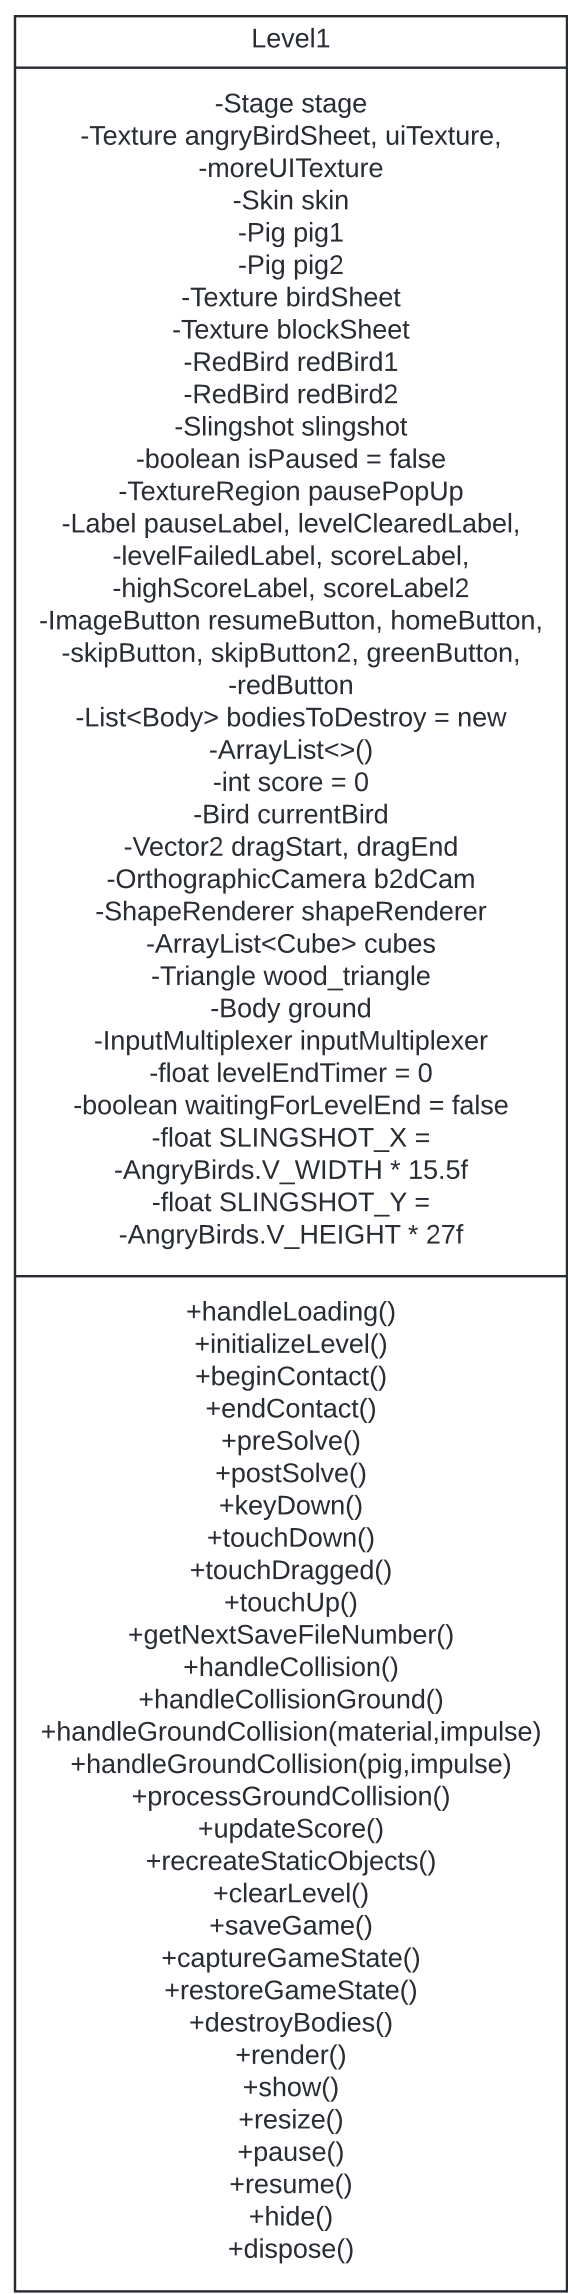 Level1
-Stage stage
-Texture angryBirdSheet, uiTexture,
-moreUITexture
-Skin skin
-Pig pig1
-Pig pig2
-Texture birdSheet
-Texture blockSheet
-RedBird redBird1
-RedBird redBird2
-Slingshot slingshot
-boolean isPaused = false
-TextureRegion pausePopUp
-Label pauseLabel, levelClearedLabel,
-levelFailedLabel, scoreLabel,
-highScoreLabel, scoreLabel2
-ImageButton resumeButton, homeButton,
-skipButton, skipButton2, greenButton,
-redButton
-List<Body> bodiesToDestroy = new
-ArrayList<>()
-int score = 0
-Bird currentBird
-Vector2 dragStart, dragEnd
-OrthographicCamera b2dCam
-ShapeRenderer shapeRenderer
-ArrayList<Cube> cubes
-Triangle wood_triangle
-Body ground
-InputMultiplexer inputMultiplexer
-float levelEndTimer = 0
-boolean waitingForLevelEnd = false
-float SLINGSHOT_X =
-AngryBirds.V_WIDTH * 15.5f
-float SLINGSHOT_Y =
-AngryBirds.V_HEIGHT * 27f
+handleLoading()
+initializeLevel()
+beginContact()
+endContact()
+preSolve()
+postSolve()
+keyDown()
+touchDown()
+touchDragged()
+touchUp()
+getNextSaveFileNumber()
+handleCollision()
+handleCollisionGround()
+handleGroundCollision(material,impulse)
+handleGroundCollision(pig,impulse)
+processGroundCollision()
+updateScore()
+recreateStaticObjects()
+clearLevel()
+saveGame()
+captureGameState()
+restoreGameState()
+destroyBodies()
+render()
+show()
+resize()
+pause()
+resume()
+hide()
+dispose()